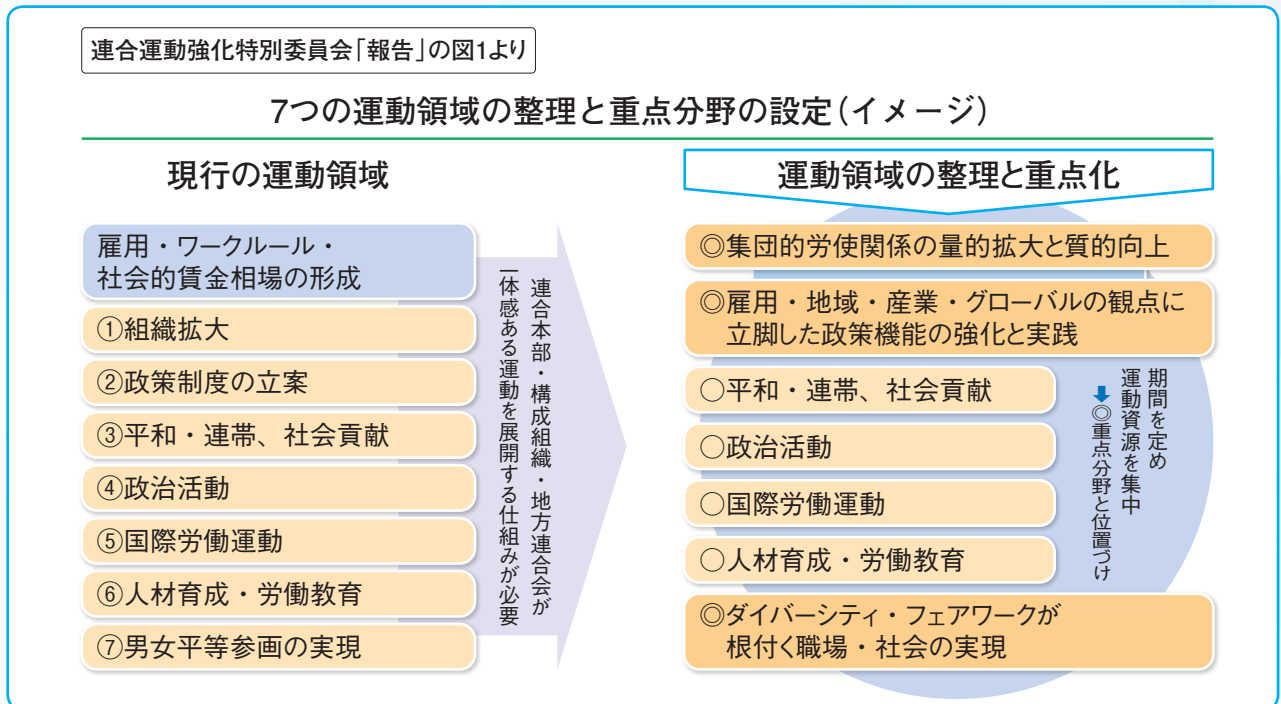 連合運動強化特別委員会「報告」の図1より
7つの運動領域の整理と重点分野の設定（イメージ）
現行の運動領域
雇用・ワークルール・
社会的賃金相場の形成
①組織拡大
②政策制度の立案
③平和・連帯、社会貢献
④政治活動
⑤国際労働運動
⑥人材育成・労働教育
⑦男女平等参画の実現
連合本部・構成組織・地方連合会が
一体感ある運動を展開する仕組みが必要
運動領域の整理と重点化
◎集団的労使関係の量的拡大と質的向上
◎雇用・地域・産業・グローバルの観点に
立脚した政策機能の強化と実践
○平和・連帯、社会貢献
○政治活動
○国際労働運動
○人材育成・労働教育
◎ダイバーシティ・フェアワークが
根付く職場・社会の実現
期間を定め
運動資源を集中
➡◎重点分野と位置づけ